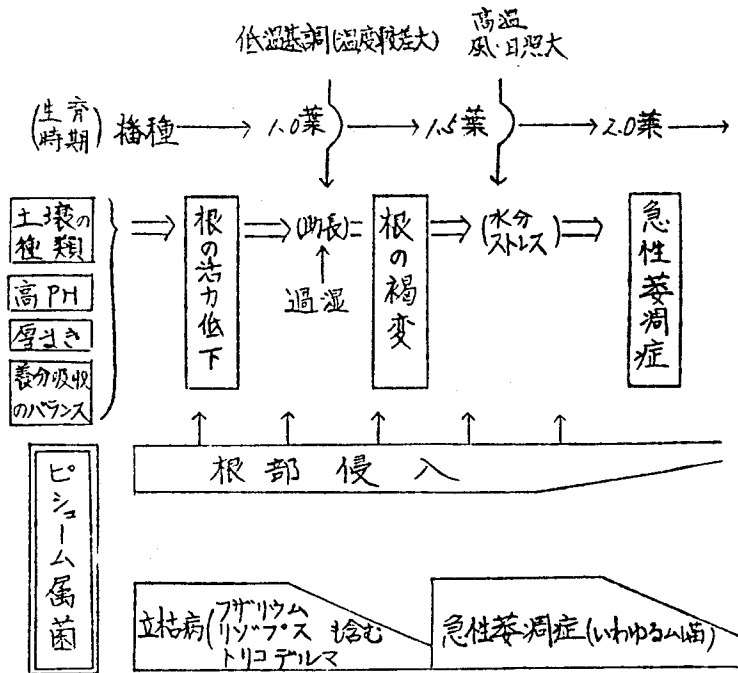 低温基調(温度較差大)
高温
風・日照大
(生育
時期)
播種
1.0葉
1.5葉
2.0葉
土壌の
種類
高PH
厚まき
養分吸収
のバランス
根の活力低下
(助長)
過湿
根の褐変
(水分
ストレス)
急性萎凋症
ピシューム属菌
根部侵入
立枯病(フザリウム
リゾプス も含む
トリコデルマ
急性萎凋症(いわゆるムレ苗)